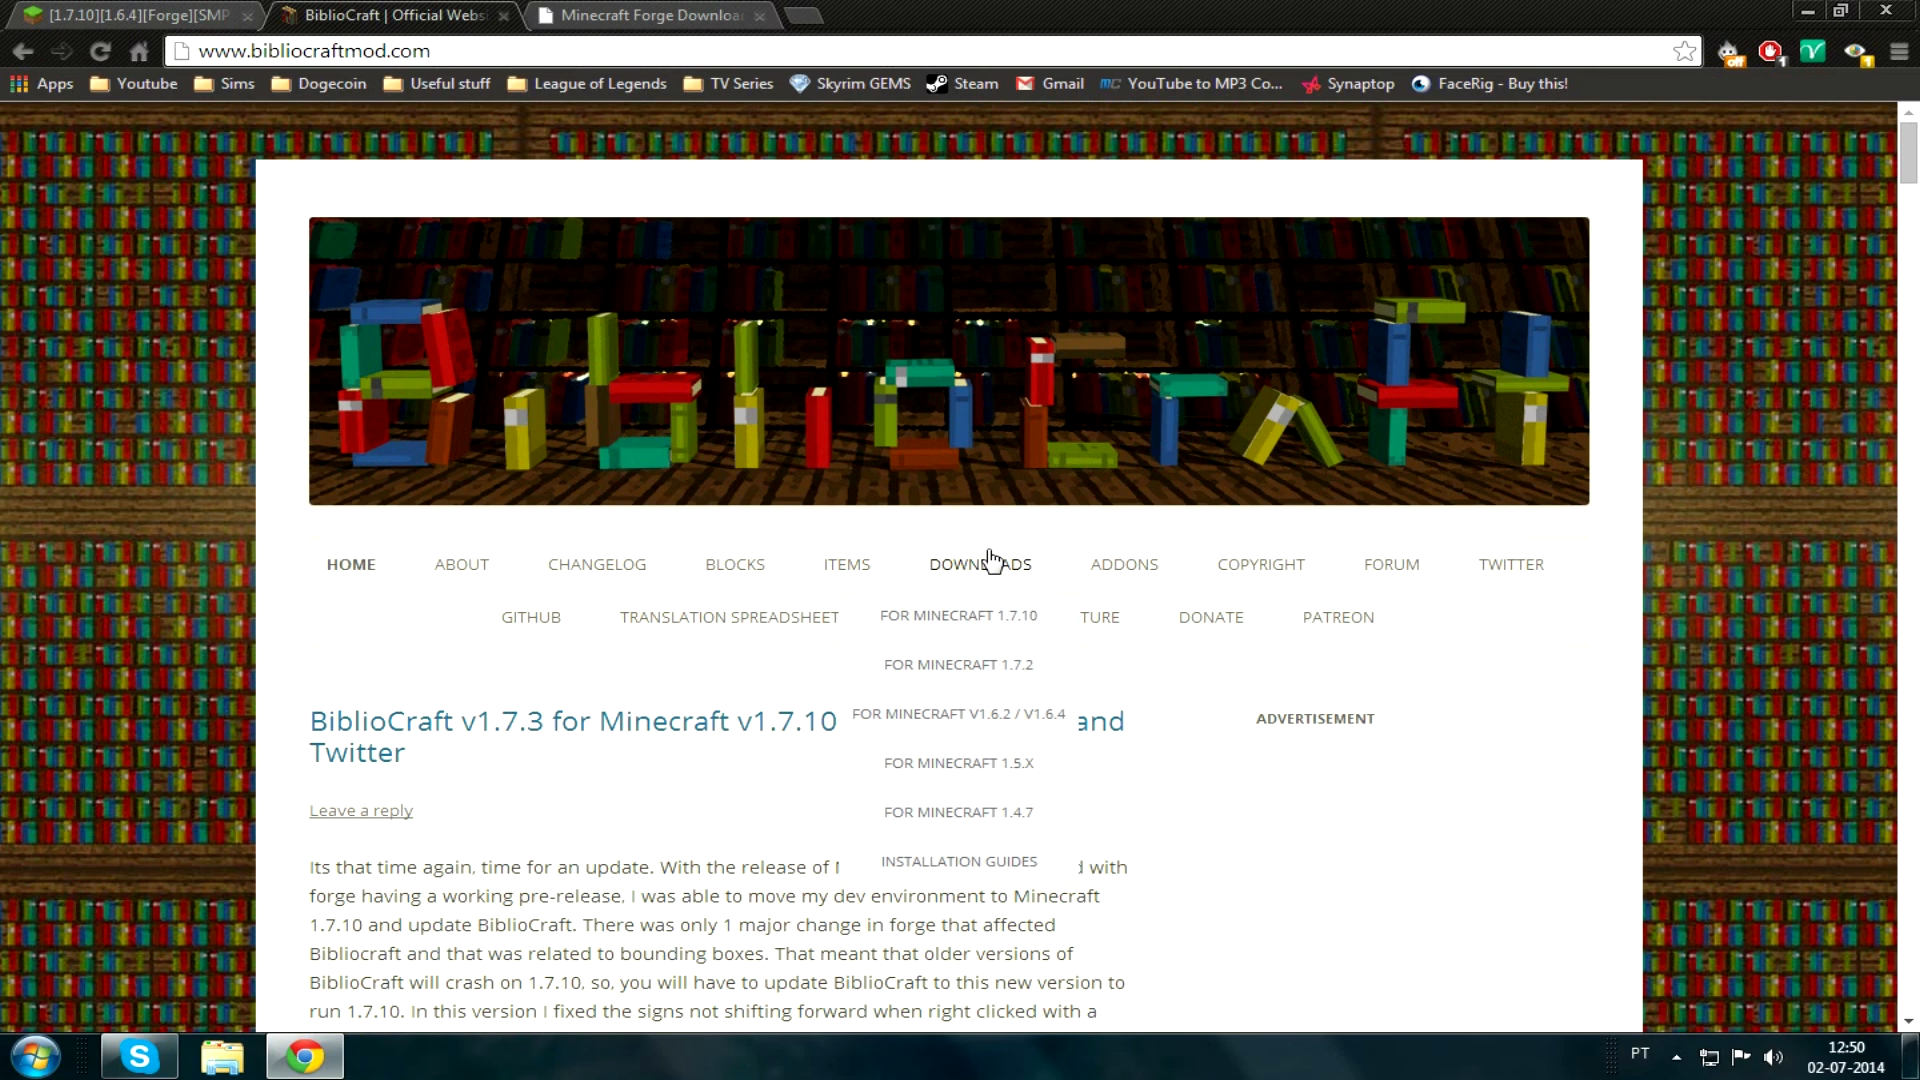 [1.7.10][1.6.4][Forge][SMP
BiblioCraft | Official Websi
Minecraft Forge Downloa
www.bibliocraftmod.com
off
1
1
Apps
Youtube
Sims
Dogecoin
Useful stuff
League of Legends
TV Series
Skyrim GEMS
Steam
Gmail
YouTube to MP3 Co...
Synaptop
FaceRig - Buy this!
BiblioCraft
HOME
ABOUT
CHANGELOG
BLOCKS
ITEMS
DOWNLOADS
ADDONS
COPYRIGHT
FORUM
TWITTER
GITHUB
TRANSLATION SPREADSHEET
FOR MINECRAFT 1.7.10
TURE
DONATE
PATREON
FOR MINECRAFT 1.7.2
FOR MINECRAFT V1.6.2 / V1.6.4
FOR MINECRAFT 1.5.X
FOR MINECRAFT 1.4.7
INSTALLATION GUIDES
BiblioCraft v1.7.3 for Minecraft v1.7.10 and
Twitter
ADVERTISEMENT
Leave a reply
Its that time again, time for an update. With the release of with
forge having a working pre-release, I was able to move my dev environment to Minecraft
1.7.10 and update BiblioCraft. There was only 1 major change in forge that affected
Bibliocraft and that was related to bounding boxes. That meant that older versions of
BiblioCraft will crash on 1.7.10, so, you will have to update BiblioCraft to this new version to
run 1.7.10. In this version I fixed the signs not shifting forward when right clicked with a
PT
12:50
02-07-2014